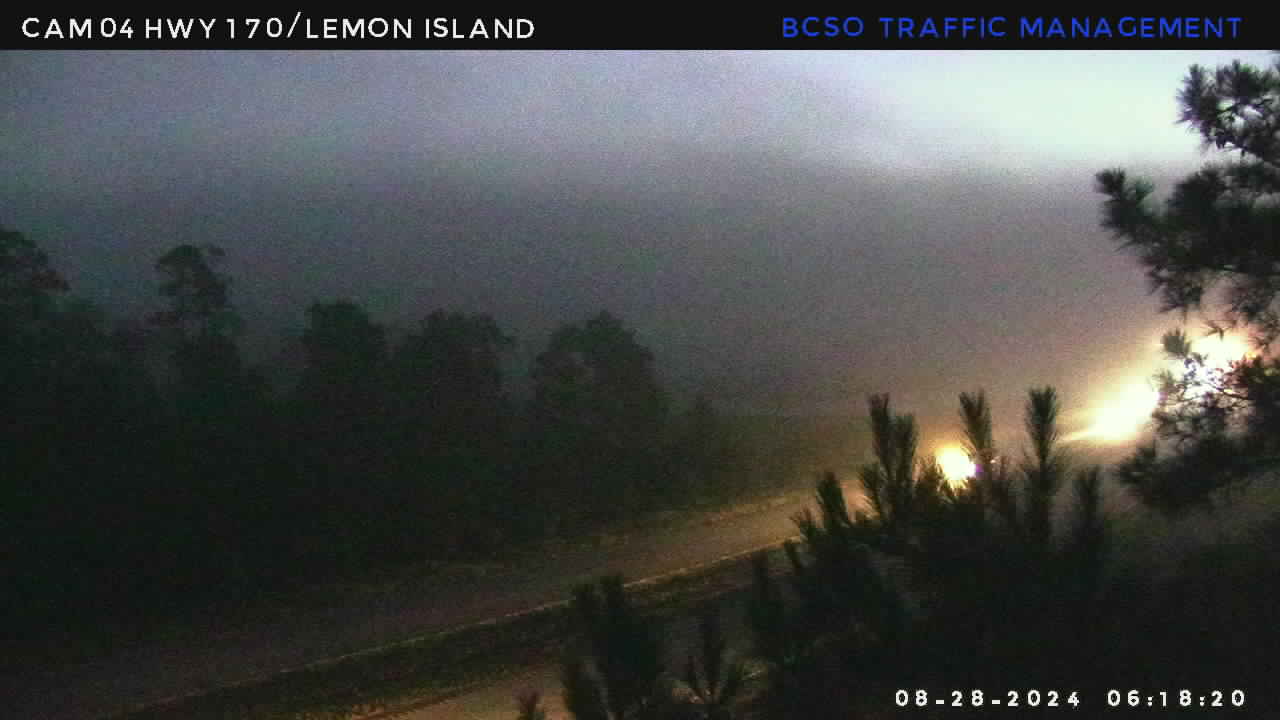 CAM 04 HWY 170/LEMON ISLAND
BCSO TRAFFIC MANAGEMENT
08-28-2024 06:18:20